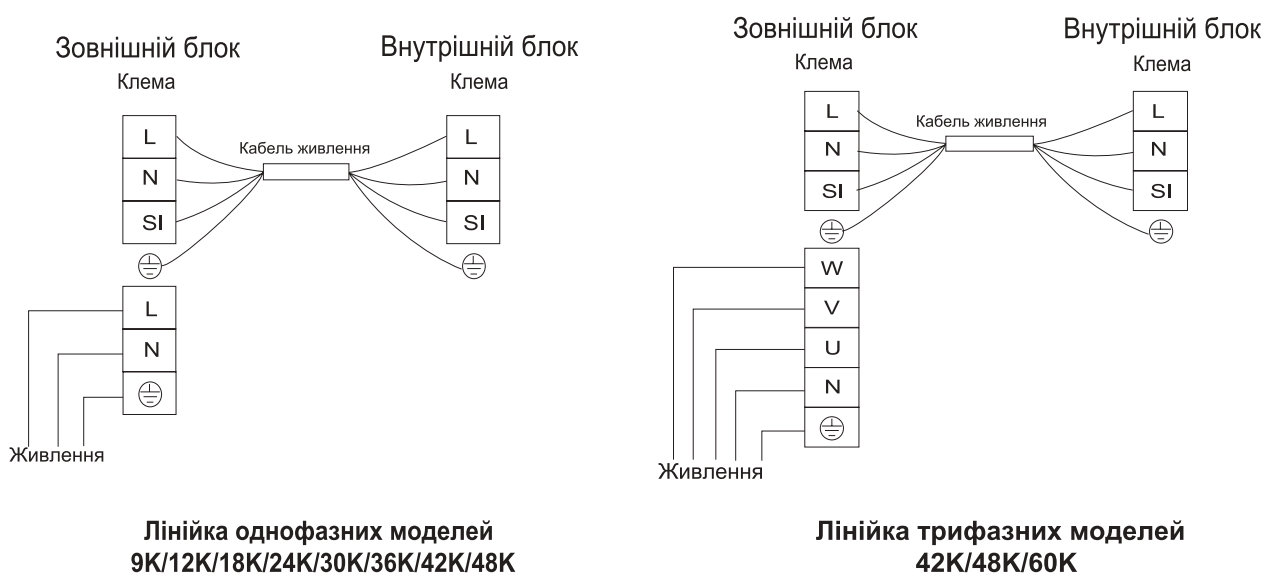 Зовнішній блок
Внутрішній блок
Клема
Клема
L
L
Кабель живлення
N
N
SI
SI
L
N
Живлення
Лінійка однофазних моделей
9K/12K/18K/24K/30K/36K/42K/48K
Зовнішній блок
Внутрішній блок
Клема
Клема
L
L
Кабель живлення
N
N
SI
SI
W
V
U
N
Живлення
Лінійка трифазних моделей
42K/48K/60K